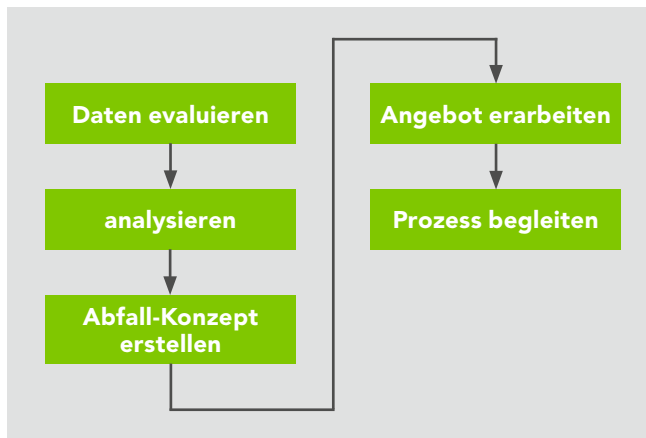 Daten evaluieren
analysieren
Abfall-Konzept
erstellen
Angebot erarbeiten
Prozess begleiten